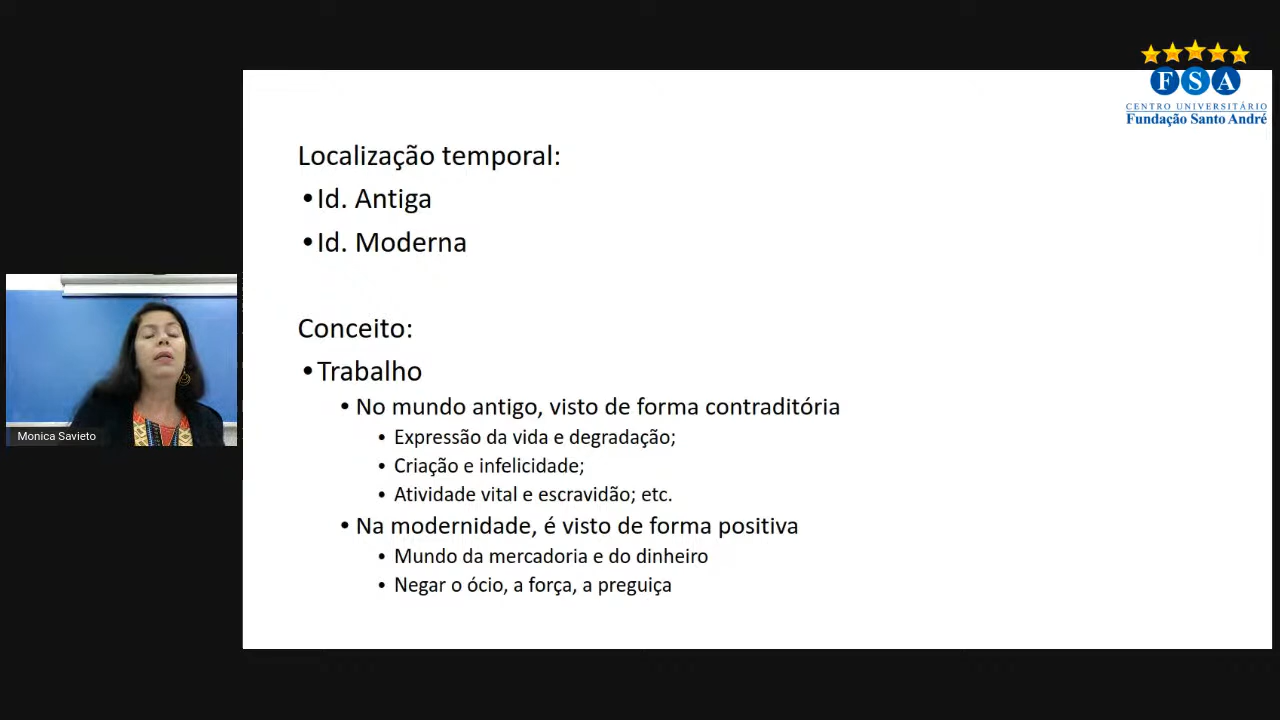 FSA
CENTRO UNIVERSITÁRIO
Fundação Santo André
Localização temporal:
•Id. Antiga
•Id. Moderna
Conceito:
•Trabalho
• No mundo antigo, visto de forma contraditória
• Expressão da vida e degradação;
• Criação e infelicidade;
• Atividade vital e escravidão; etc.
• Na modernidade, é visto de forma positiva
• Mundo da mercadoria e do dinheiro
• Negar o ócio, a força, a preguiça
Monica Savieto